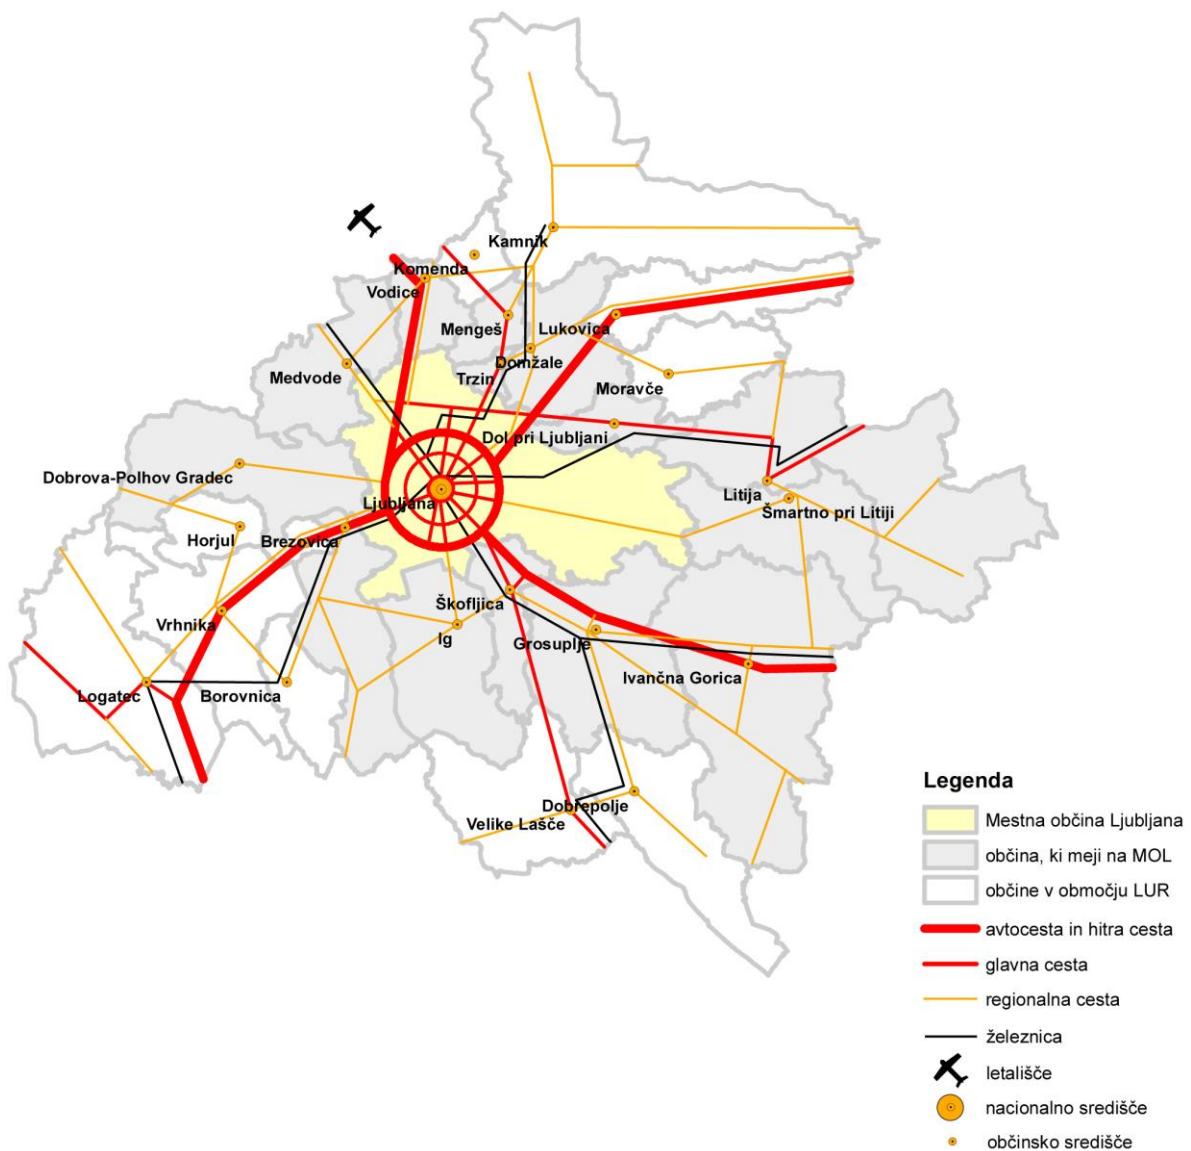 Kamnik
Komenda
Vodice
Mengeš
Lukovica
Domžale
Medvode
Trzin
Moravče
Dol pri Ljubljani
Dobrova-Polhov Gradec
Ljubljana
Litija
Šmartno pri Litiji
Horjul
Brezovica
Škofljica
Vrhnika
Ig
Grosuplje
Ivančna Gorica
Logatec
Borovnica
Dobrepolje
Velike Lašče
Legenda
Mestna občina Ljubljana
občina, ki meji na MOL
občine v območju LUR
avtocesta in hitra cesta
glavna cesta
regionalna cesta
železnica
letališče
nacionalno središče
občinsko središče